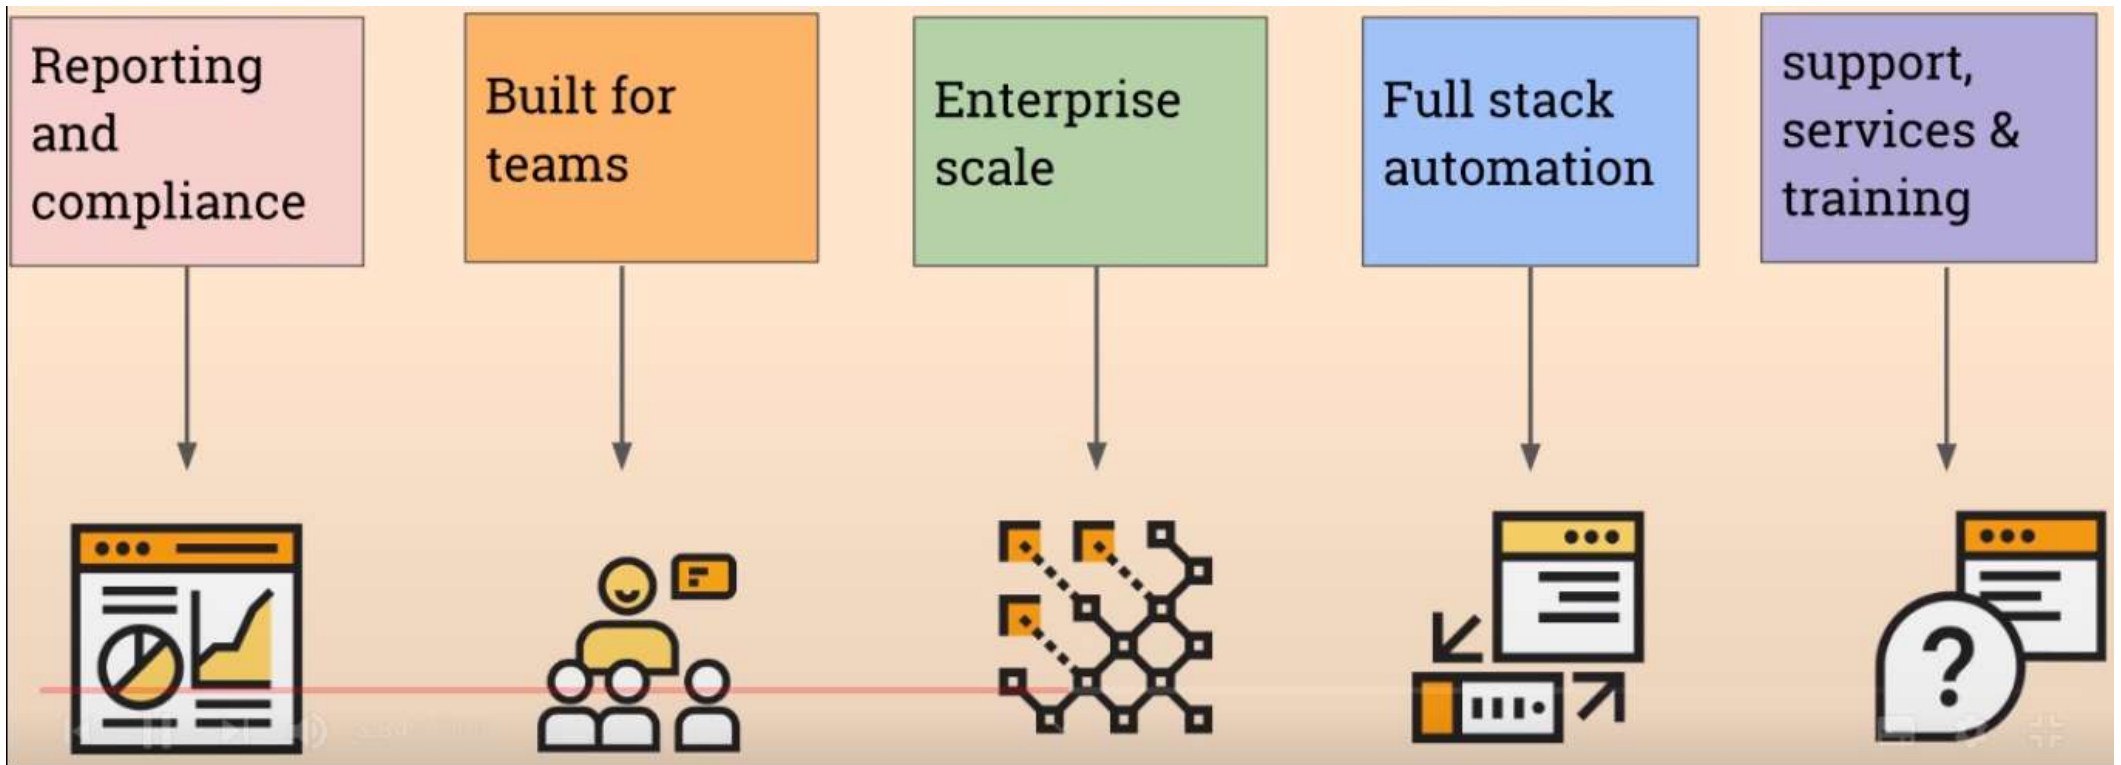 Reporting
and
compliance
Built for
teams
Enterprise
scale
Full stack
automation
support,
services &
training
?